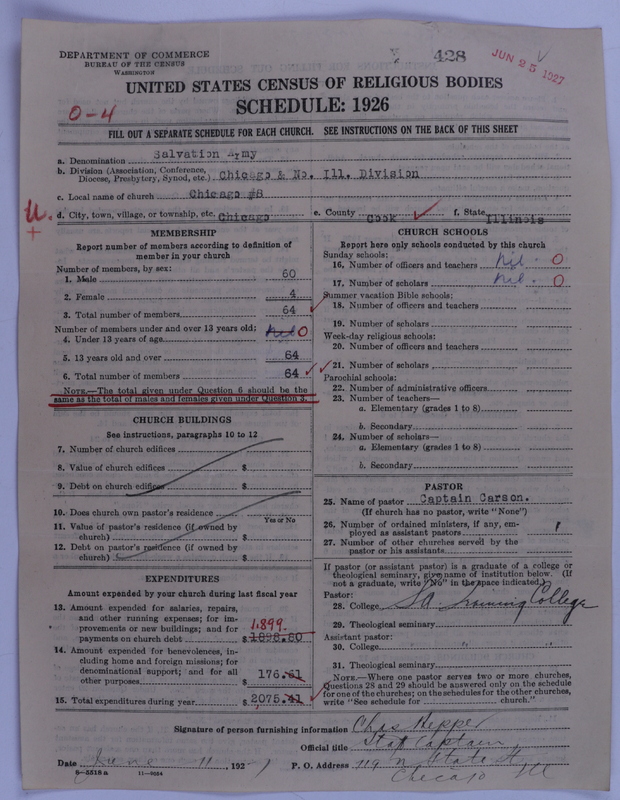 DEPARTMENT OF COMMERCE
BUREAU OF THE CENSUS
WASHINGTON
428
JUN 25 1927
UNITED STATES CENSUS OF RELIGIOUS BODIES
SCHEDULE: 1926
0-4
FILL OUT A SEPARATE SCHEDULE FOR EACH CHURCH. SEE INSTRUCTIONS ON THE BACK OF THIS SHEET
a. Denomination Salvation Army
b. Division (Association, Conference, Diocese, Presbytery, Synod, etc.) Chicago & No. Ill. Division
c. Local name of church Chicago #8
U.
+
d. City, town, village, or township, etc. Chicago e. County Cook f. State Illinois
MEMBERSHIP
Report number of members according to definition of
member in your church
Number of members, by sex:
1. Male 60
2. Female 4
3. Total number of members 64
Number of members under and over 13 years old:
4. Under 13 years of age nil 0
5. 13 years old and over 64
6. Total number of members 64
NOTE.—The total given under Question 6 should be the
same as the total of males and females given under Question 3.
CHURCH BUILDINGS
See instructions, paragraphs 10 to 12
7. Number of church edifices
8. Value of church edifices $
9. Debt on church edifices $
10. Does church own pastor's residence
Yes or No
11. Value of pastor's residence (if owned by
church) $
12. Debt on pastor's residence (if owned by
church) $
EXPENDITURES
Amount expended by your church during last fiscal year
13. Amount expended for salaries, repairs,
and other running expenses; for im-
provements or new buildings; and for 1,899.
payments on church debt $1898.80
14. Amount expended for benevolences, in-
cluding home and foreign missions; for
denominational support; and for all
other purposes 176.61
15. Total expenditures during year $2075.41
CHURCH SCHOOLS
Report here only schools conducted by this church
Sunday schools:
16. Number of officers and teachers nil. 0
17. Number of scholars nil. 0
Summer vacation Bible schools:
18. Number of officers and teachers
19. Number of scholars
Week-day religious schools:
20. Number of officers and teachers
21. Number of scholars
Parochial schools:
22. Number of administrative officers
23. Number of teachers—
a. Elementary (grades 1 to 8)
b. Secondary
24. Number of scholars—
a. Elementary (grades 1 to 8)
b. Secondary
PASTOR
25. Name of pastor Captain Carson.
(If church has no pastor, write "None")
26. Number of ordained ministers, if any, em-
ployed as assistant pastors
27. Number of other churches served by the
pastor or his assistants
If pastor (or assistant pastor) is a graduate of a college or
theological seminary, give name of institution below. (If
not a graduate, write "No" in the space indicated.)
Pastor:
28. College SA Training College
29. Theological seminary
Assistant pastor:
30. College
31. Theological seminary
NOTE.—Where one pastor serves two or more churches,
Questions 28 and 29 should be answered only on the schedule
for one of the churches; on the schedules for the other churches,
write "See schedule for church."
Signature of person furnishing information Chas Hepper
Official title Staff Captain
Date June 11, 1927 P. O. Address 119 N State St
Chicago Ill
8—5518 a 11—9054